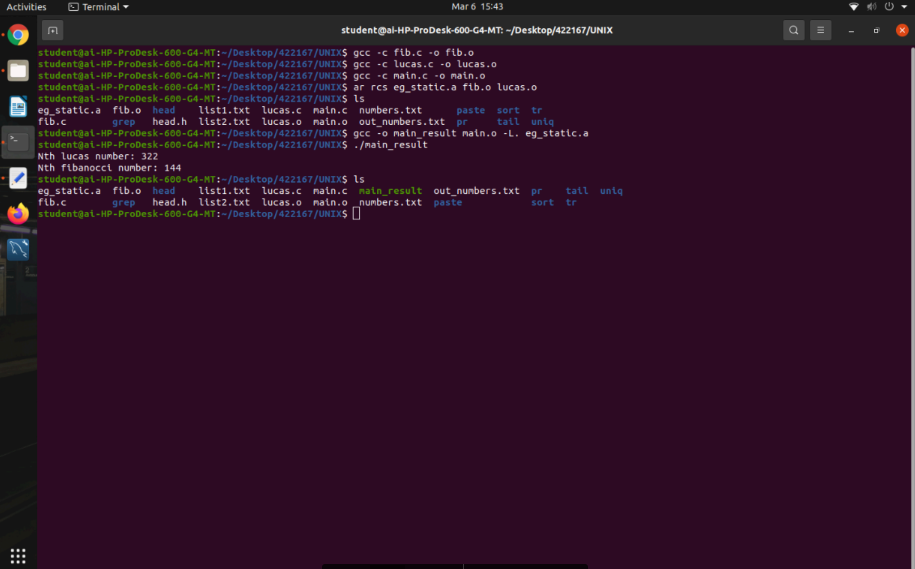 Activities Terminal Mar 6 15:43
student@ai-HP-ProDesk-600-G4-MT: ~/Desktop/422167/UNIX
student@ai-HP-ProDesk-600-G4-MT:~/Desktop/422167/UNIX$ gcc -c fib.c -o fib.o
student@ai-HP-ProDesk-600-G4-MT:~/Desktop/422167/UNIX$ gcc -c lucas.c -o lucas.o
student@ai-HP-ProDesk-600-G4-MT:~/Desktop/422167/UNIX$ gcc -c main.c -o main.o
student@ai-HP-ProDesk-600-G4-MT:~/Desktop/422167/UNIX$ ar rcs eg_static.a fib.o lucas.o
student@ai-HP-ProDesk-600-G4-MT:~/Desktop/422167/UNIX$ ls
eg_static.a fib.o head list1.txt lucas.c main.c numbers.txt paste sort tr
fib.c grep head.h list2.txt lucas.o main.o out_numbers.txt pr tail uniq
student@ai-HP-ProDesk-600-G4-MT:~/Desktop/422167/UNIX$ gcc -o main_result main.o -L. eg_static.a
student@ai-HP-ProDesk-600-G4-MT:~/Desktop/422167/UNIX$ ./main_result
Nth lucas number: 322
Nth fibanocci number: 144
student@ai-HP-ProDesk-600-G4-MT:~/Desktop/422167/UNIX$ ls
eg_static.a fib.o head list1.txt lucas.c main.c main_result out_numbers.txt pr tail uniq
fib.c grep head.h list2.txt lucas.o main.o numbers.txt paste sort tr
student@ai-HP-ProDesk-600-G4-MT:~/Desktop/422167/UNIX$